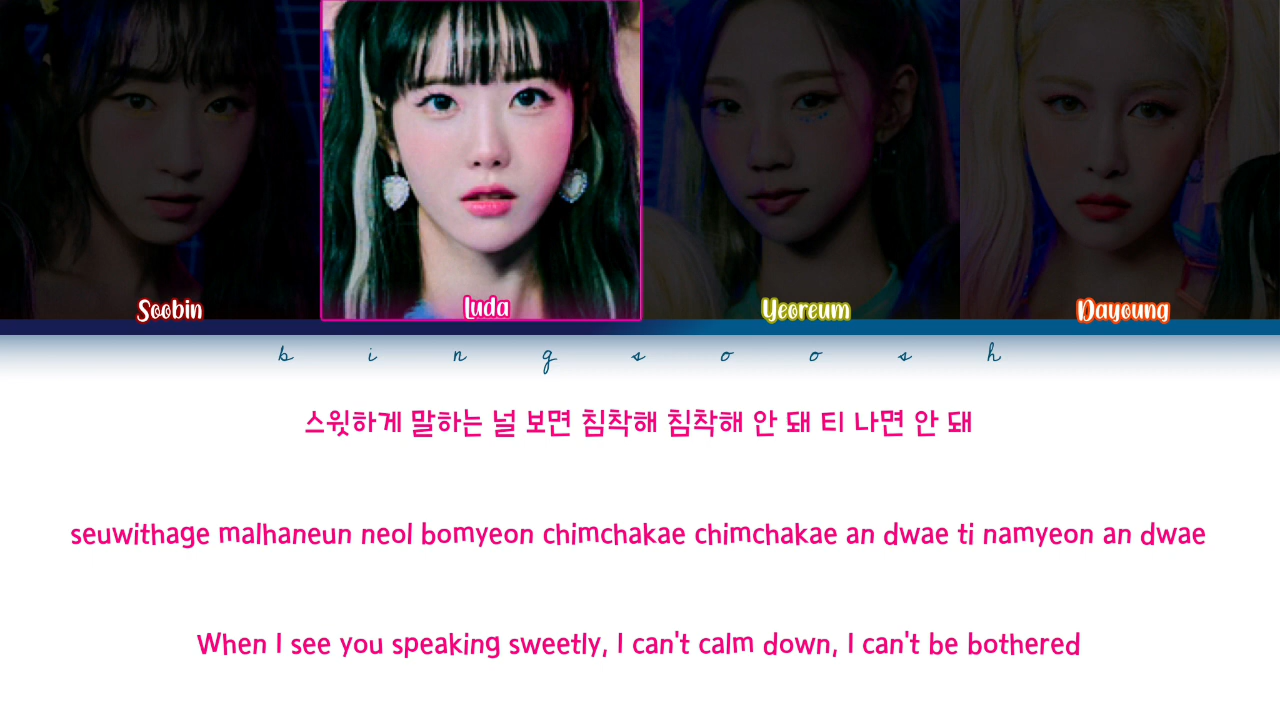 Soobin
Luda
Yeoreum
Dayoung
bingsoosh
스윗하게 말하는 널 보면 침착해 침착해 안 돼 티 나면 안 돼
seuwithage malhaneun neol bomyeon chimchakae chimchakae an dwae ti namyeon an dwae
When I see you speaking sweetly, I can't calm down, I can't be bothered